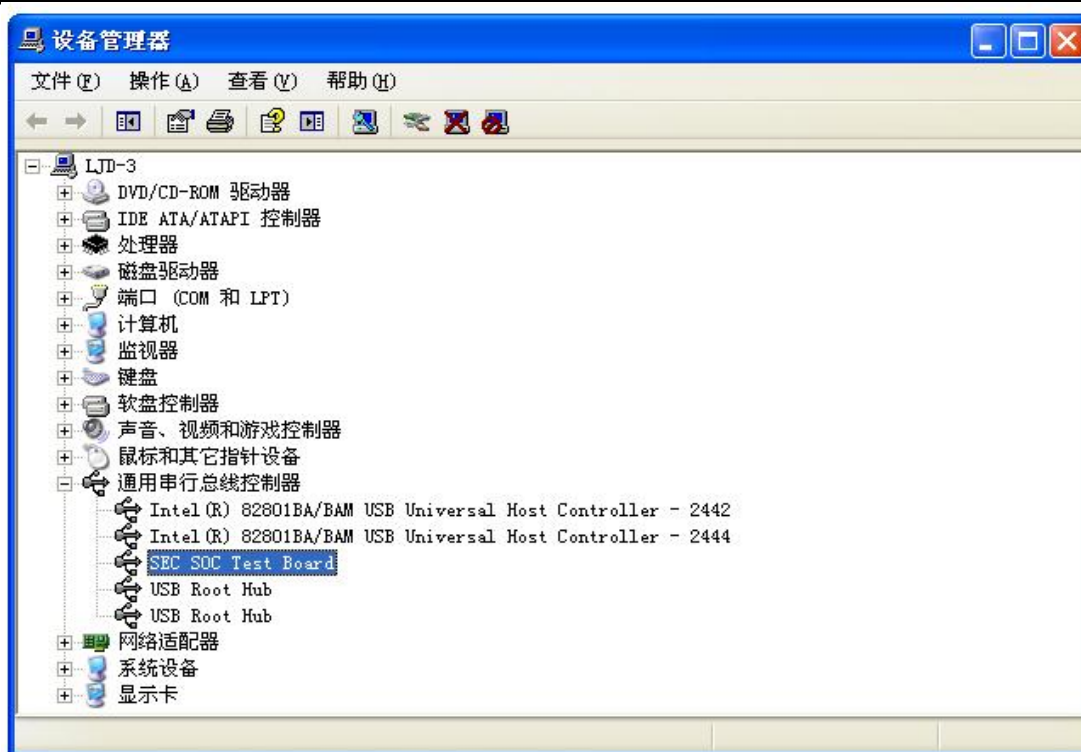 设备管理器
文件(F) 操作(A) 查看(V) 帮助(H)
LJD-3
DVD/CD-ROM 驱动器
IDE ATA/ATAPI 控制器
处理器
磁盘驱动器
端口 (COM 和 LPT)
计算机
监视器
键盘
软盘控制器
声音、视频和游戏控制器
鼠标和其它指针设备
通用串行总线控制器
Intel(R) 82801BA/BAM USB Universal Host Controller - 2442
Intel(R) 82801BA/BAM USB Universal Host Controller - 2444
SEC SOC Test Board
USB Root Hub
USB Root Hub
网络适配器
系统设备
显示卡